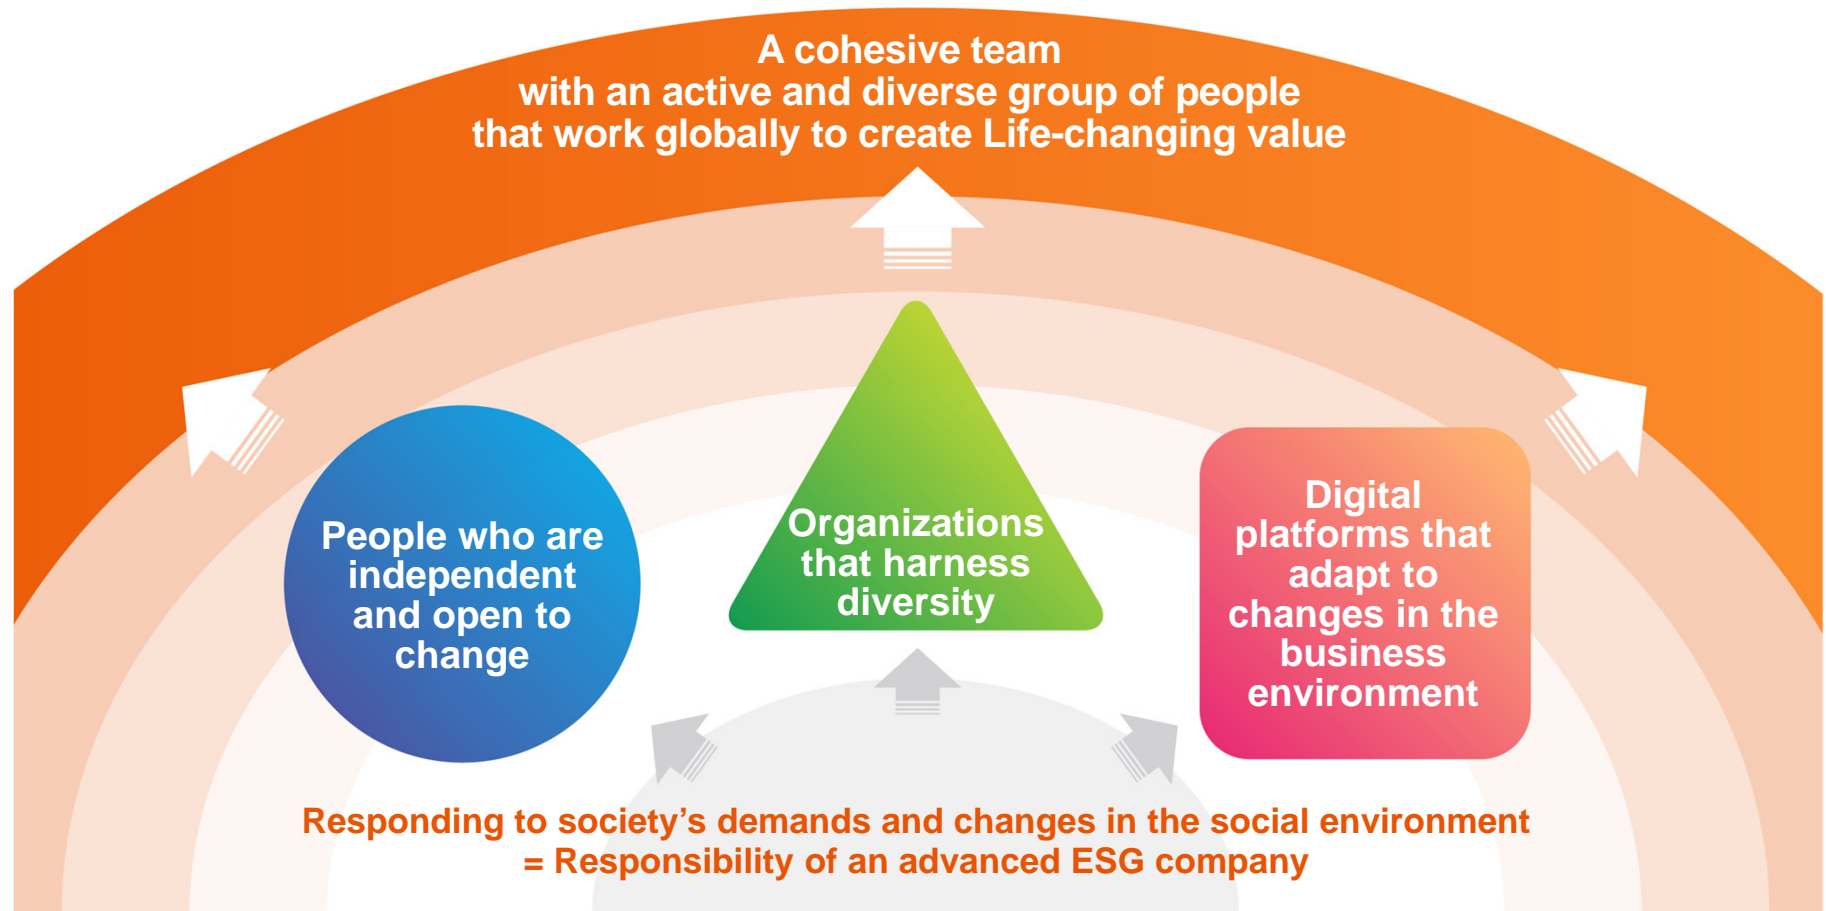 A cohesive team
with an active and diverse group of people
that work globally to create Life-changing value
People who are
independent
and open to
change
Organizations
that harness
diversity
Digital
platforms that
adapt to
changes in the
business
environment
Responding to society’s demands and changes in the social environment
= Responsibility of an advanced ESG company